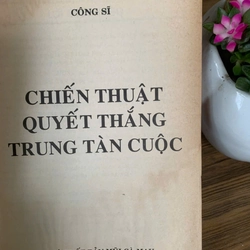 CÔNG SĨ
CHIẾN THUẬT
QUYẾT THẮNG
TRUNG TÀN CUỘC